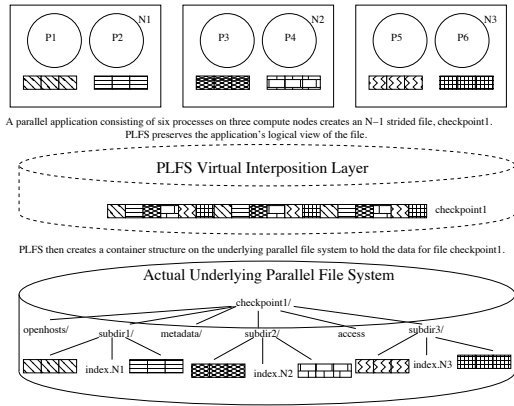 N1
P1
P2
N2
P3
P4
N3
P5
P6
A parallel application consisting of six processes on three compute nodes creates an N−1 strided file, checkpoint1.
PLFS preserves the application's logical view of the file.
PLFS Virtual Interposition Layer
checkpoint1
PLFS then creates a container structure on the underlying parallel file system to hold the data for file checkpoint1.
Actual Underlying Parallel File System
checkpoint1/
openhosts/
subdir1/
metadata/
subdir2/
access
subdir3/
index.N1
index.N2
index.N3